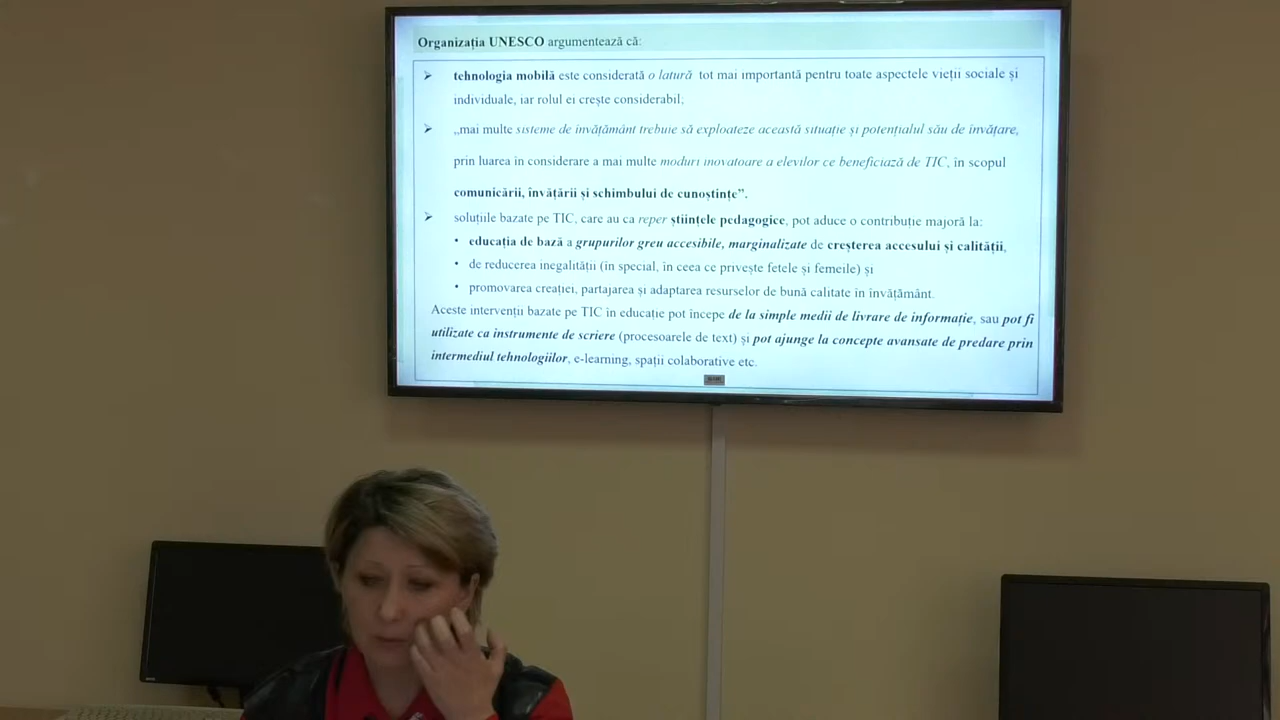 Organizația UNESCO argumentează că:
tehnologia mobilă este considerată o latură tot mai importantă pentru toate aspectele vieții sociale și
individuale, iar rolul ei crește considerabil;
„mai multe sisteme de învățământ trebuie să exploateze această situație și potențialul său de învățare,
prin luarea în considerare a mai multe moduri inovatoare a elevilor ce beneficiază de TIC, în scopul
comunicării, învățării și schimbului de cunoștințe”.
soluțiile bazate pe TIC, care au ca reper științele pedagogice, pot aduce o contribuție majoră la:
• educația de bază a grupurilor greu accesibile, marginalizate de creșterea accesului și calității,
• de reducerea inegalității (în special, în ceea ce privește fetele și femeile) și
• promovarea creației, partajarea și adaptarea resurselor de bună calitate în învățământ.
Aceste intervenții bazate pe TIC în educație pot începe de la simple medii de livrare de informație, sau pot fi
utilizate ca instrumente de scriere (procesoarele de text) și pot ajunge la concepte avansate de predare prin
intermediul tehnologiilor, e-learning, spații colaborative etc.